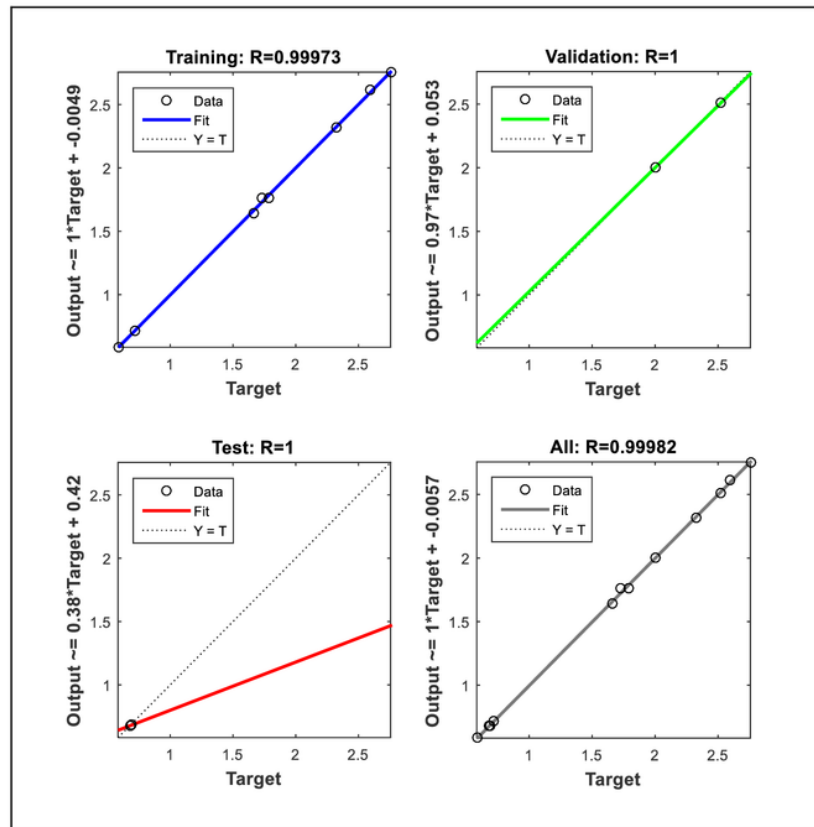 Training: R=0.99973
Output ~= 1*Target + -0.0049
Data
Fit
Y = T
2.5
2
1.5
1
1 1.5 2 2.5
Target
Validation: R=1
Output ~= 0.97*Target + 0.053
Data
Fit
Y = T
2.5
2
1.5
1
1 1.5 2 2.5
Target
Test: R=1
Output ~= 0.38*Target + 0.42
Data
Fit
Y = T
2.5
2
1.5
1
1 1.5 2 2.5
Target
All: R=0.99982
Output ~= 1*Target + -0.0057
Data
Fit
Y = T
2.5
2
1.5
1
1 1.5 2 2.5
Target